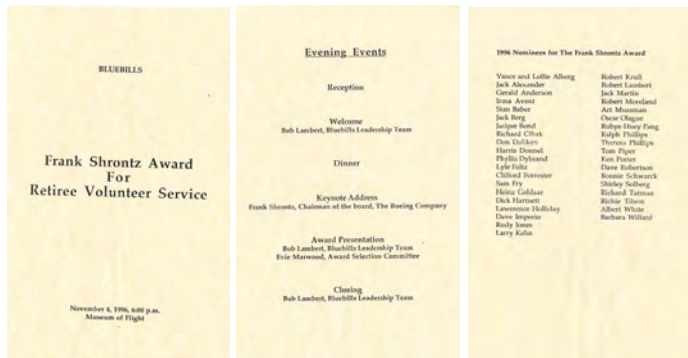 BLUEBILLS
Frank Shrontz Award
For
Retiree Volunteer Service
November 4, 1996, 6:00 p.m.
Museum of Flight
Evening Events
Reception
Welcome
Bob Lambert, Bluebills Leadership Team
Dinner
Keynote Address
Frank Shrontz, Chairman of the board, The Boeing Company
Award Presentation
Bob Lambert, Bluebills Leadership Team
Evie Marwood, Award Selection Committee
Closing
Bob Lambert, Bluebills Leadership Team
1996 Nominees for The Frank Shrontz Award
Vance and Lollie Alberg
Jack Alexander
Gerald Anderson
Irma Avent
Stan Baber
Jack Berg
Bond
Richard
Don
Harris Donnel
Phyllis Dybsand
Lyle Foltz
Clifford Forrester
Sam Fry
Heinz Gehlaar
Dick Hartsett
Lawrence Holliday
Dave Imperio
Rudy Jones
Larry Kahn
Robert Krull
Robert Lambert
Jack Martin
Robert Moreland
Art Mussman
Oscar Olague
Rubye-Huey Pang
Ralph Phillips
Theresa Phillips
Tom Piper
Ken Porter
Dave Robertson
Bonnie Schwarck
Shirley Solberg
Richard Tatman
Richie Tilson
Albert White
Barbara Willard